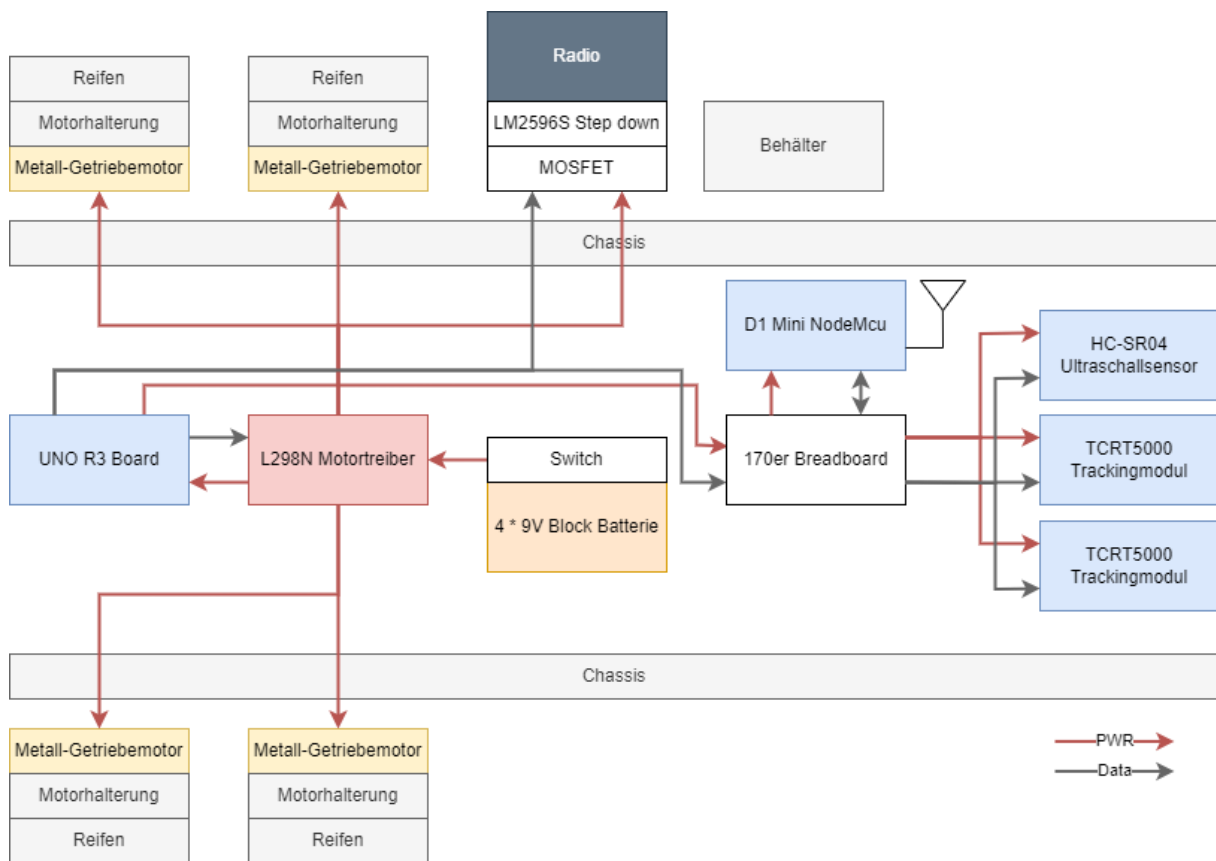 Radio
Reifen
Reifen
Motorhalterung
Motorhalterung
LM2596S Step down
Metall-Getriebemotor
Metall-Getriebemotor
MOSFET
Behälter
Chassis
D1 Mini NodeMcu
HC-SR04
Ultraschallsensor
UNO R3 Board
L298N Motortreiber
Switch
170er Breadboard
TCRT5000
Trackingmodul
4 * 9V Block Batterie
TCRT5000
Trackingmodul
Chassis
Metall-Getriebemotor
Metall-Getriebemotor
Motorhalterung
Motorhalterung
Reifen
Reifen
PWR
Data